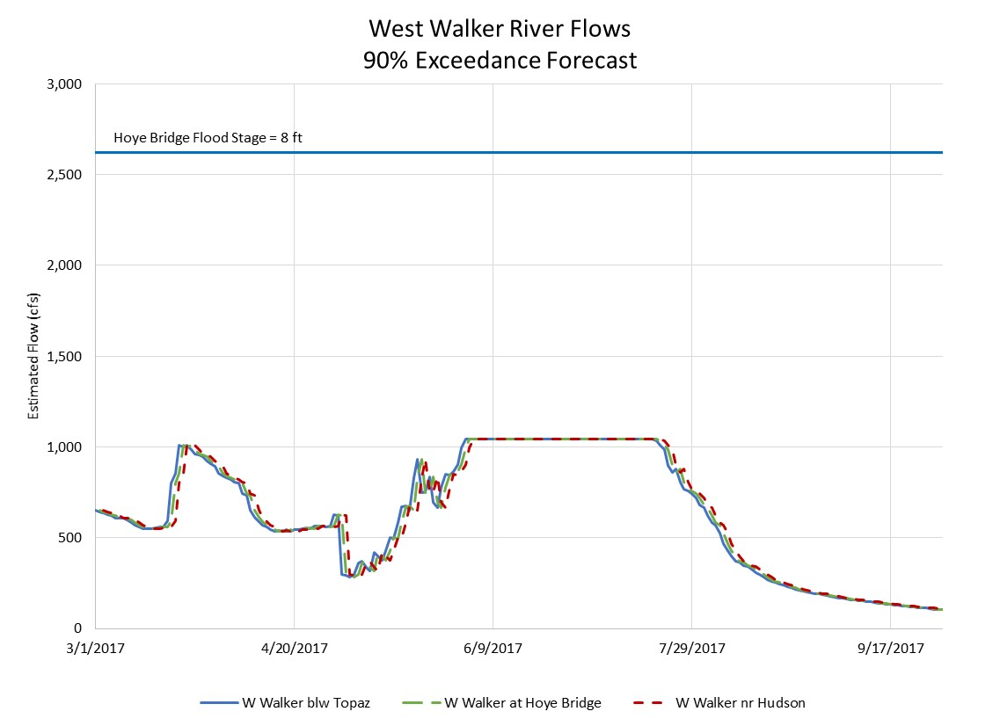 West Walker River Flows
90% Exceedance Forecast
3,000
Hoye Bridge Flood Stage = 8 ft
2,500
2,000
1,500
Estimated Flow (cfs)
1,000
500
0
3/1/2017 4/20/2017 6/9/2017 7/29/2017 9/17/2017
W Walker blw Topaz W Walker at Hoye Bridge W Walker nr Hudson